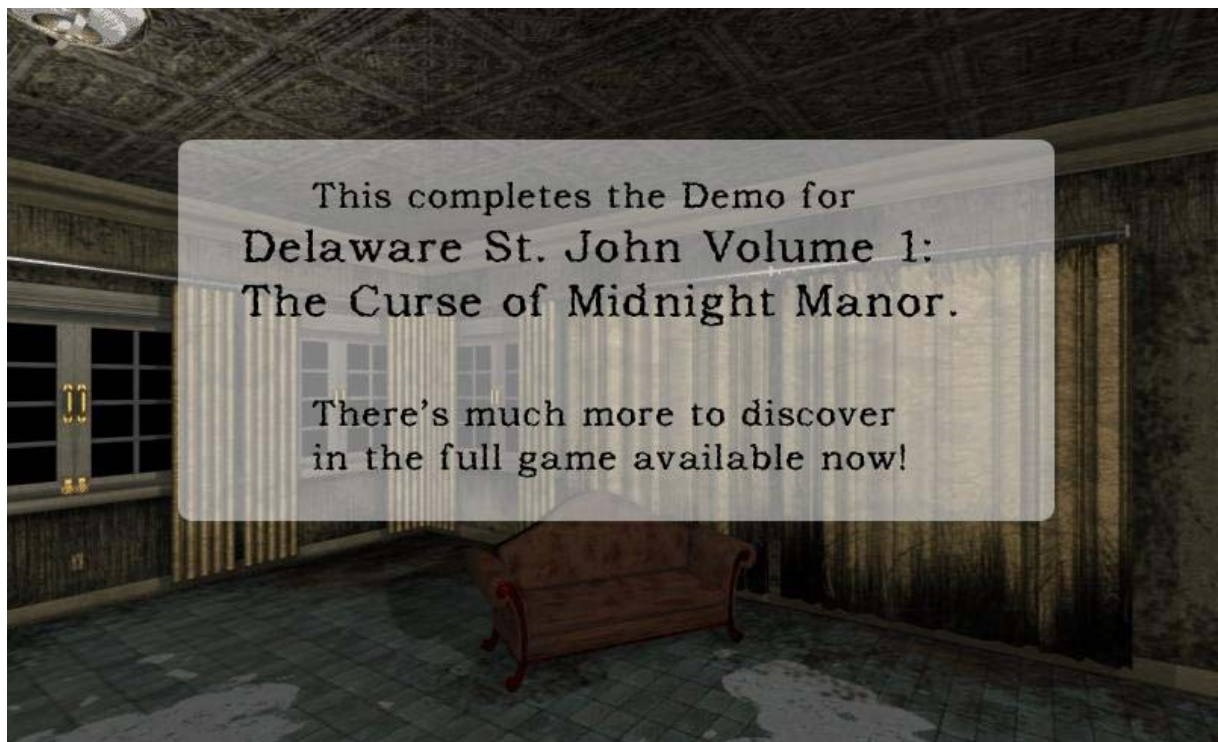 This completes the Demo for
Delaware St. John Volume 1:
The Curse of Midnight Manor.
There's much more to discover
in the full game available now!